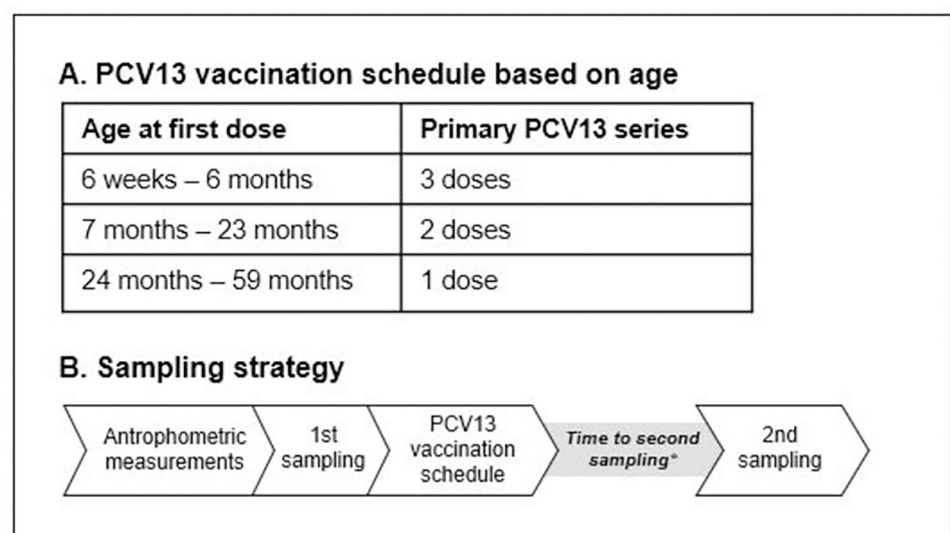 A. PCV13 vaccination schedule based on age
Age at first dose Primary PCV13 series
6 weeks – 6 months 3 doses
7 months – 23 months 2 doses
24 months – 59 months 1 dose
B. Sampling strategy
Antrophometric
measurements
1st
sampling
PCV13
vaccination
schedule
Time to second
sampling*
2nd
sampling